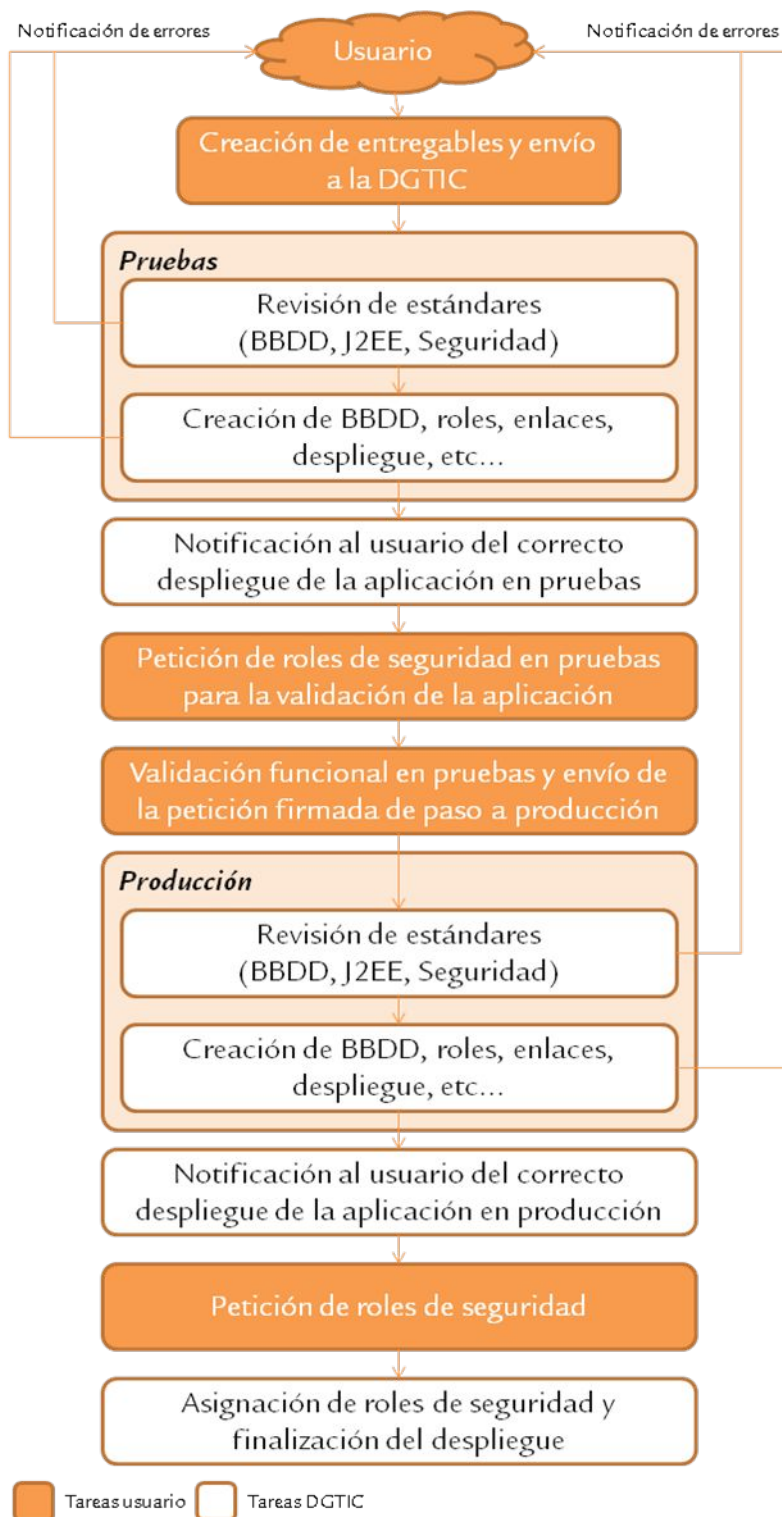 Notificación de errores
Usuario
Notificación de errores
Creación de entregables y envío
a la DGTIC
Pruebas
Revisión de estándares
(BBDD, J2EE, Seguridad)
Creación de BBDD, roles, enlaces,
despliegue, etc...
Notificación al usuario del correcto
despliegue de la aplicación en pruebas
Petición de roles de seguridad en pruebas
para la validación de la aplicación
Validación funcional en pruebas y envío de
la petición firmada de paso a producción
Producción
Revisión de estándares
(BBDD, J2EE, Seguridad)
Creación de BBDD, roles, enlaces,
despliegue, etc...
Notificación al usuario del correcto
despliegue de la aplicación en producción
Petición de roles de seguridad
Asignación de roles de seguridad y
finalización del despliegue
Tareas usuario
Tareas DGTIC